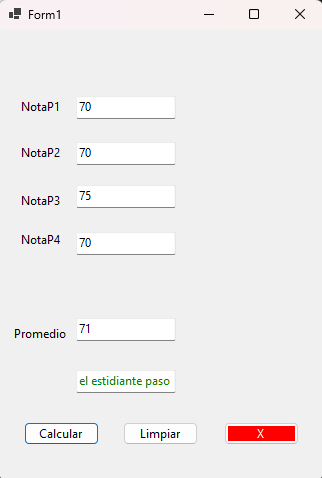 Form1
NotaP1 70
NotaP2 70
NotaP3 75
NotaP4 70
Promedio 71
el estidiante paso
Calcular Limpiar X